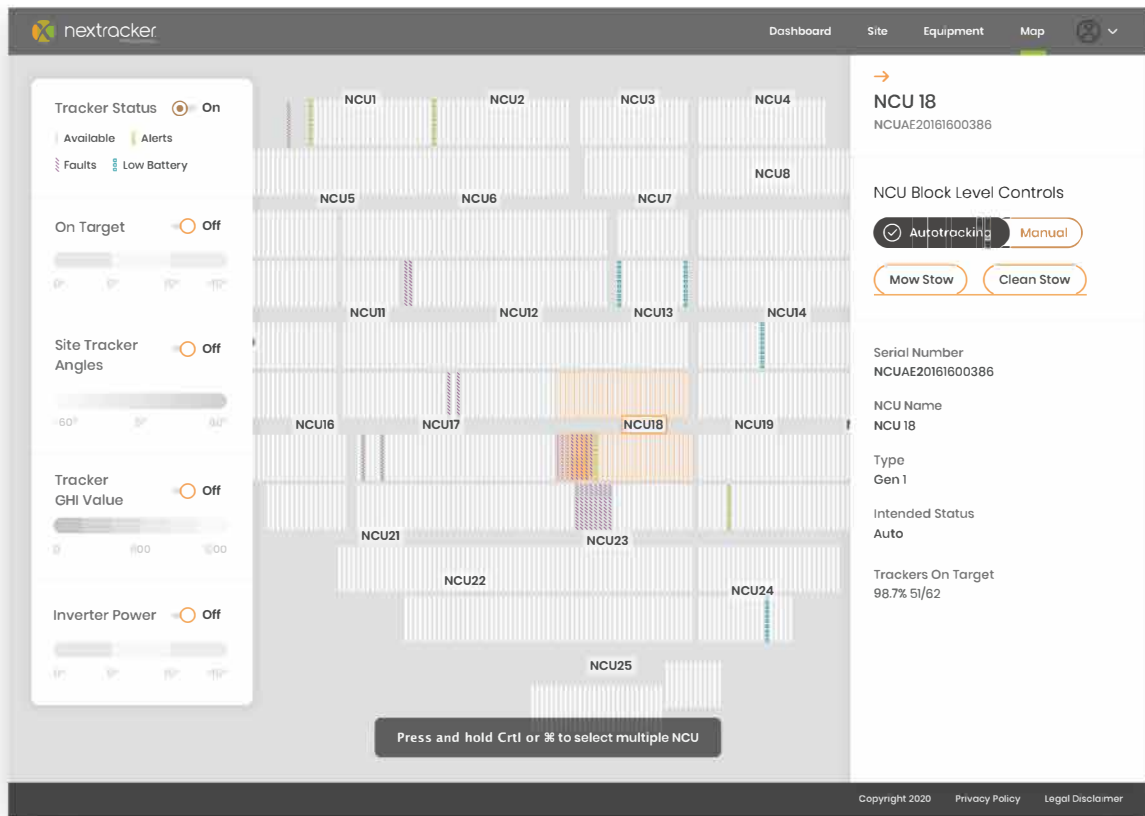 nextracker
Dashboard Site Equipment Map
Tracker Status On
Available Alerts
Faults Low Battery
On Target Off
Site Tracker
Angles
Off
Tracker
GHI Value
Off
Inverter Power Off
NCU1 NCU2 NCU3 NCU4
NCU8
NCU5 NCU6 NCU7
NCU11 NCU12 NCU13 NCU14
NCU16 NCU17 NCU18 NCU19
NCU21 NCU23
NCU22
NCU24
NCU25
Press and hold Crtl or ⌘ to select multiple NCU
NCU 18
NCUAE20161600386
NCU Block Level Controls
Autotracking Manual
Mow Stow Clean Stow
Serial Number
NCUAE20161600386
NCU Name
NCU 18
Type
Gen 1
Intended Status
Auto
Trackers On Target
98.7% 51/62
Copyright 2020 Privacy Policy Legal Disclaimer